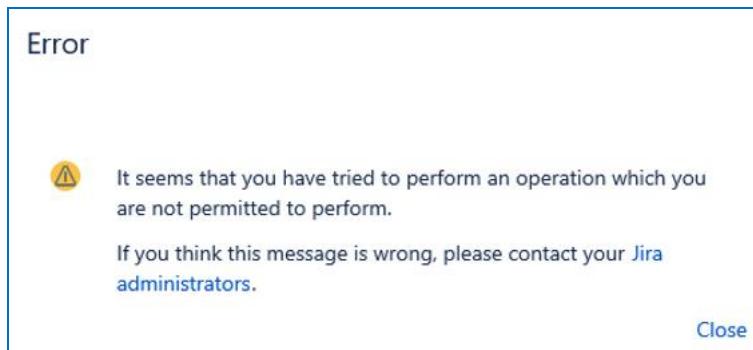 Error
It seems that you have tried to perform an operation which you
are not permitted to perform.
If you think this message is wrong, please contact your Jira
administrators.
Close